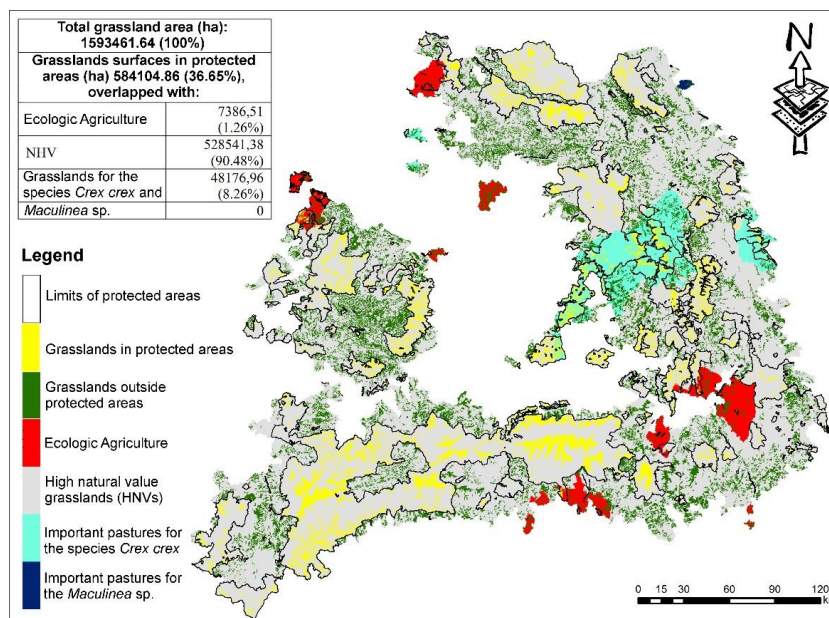 Total grassland area (ha):
1593461.64 (100%)
Grasslands surfaces in protected
areas (ha) 584104.86 (36.65%),
overlapped with:
Ecologic Agriculture
7386,51
(1.26%)
NHV
528541,38
(90.48%)
Grasslands for the
species Crex crex and
48176,96
(8.26%)
Maculinea sp.
0
N
Legend
Limits of protected areas
Grasslands in protected areas
Grasslands outside
protected areas
Ecologic Agriculture
High natural value
grasslands (HNVs)
Important pastures for
the species Crex crex
Important pastures for
the Maculinea sp.
0 15 30 60 90 120